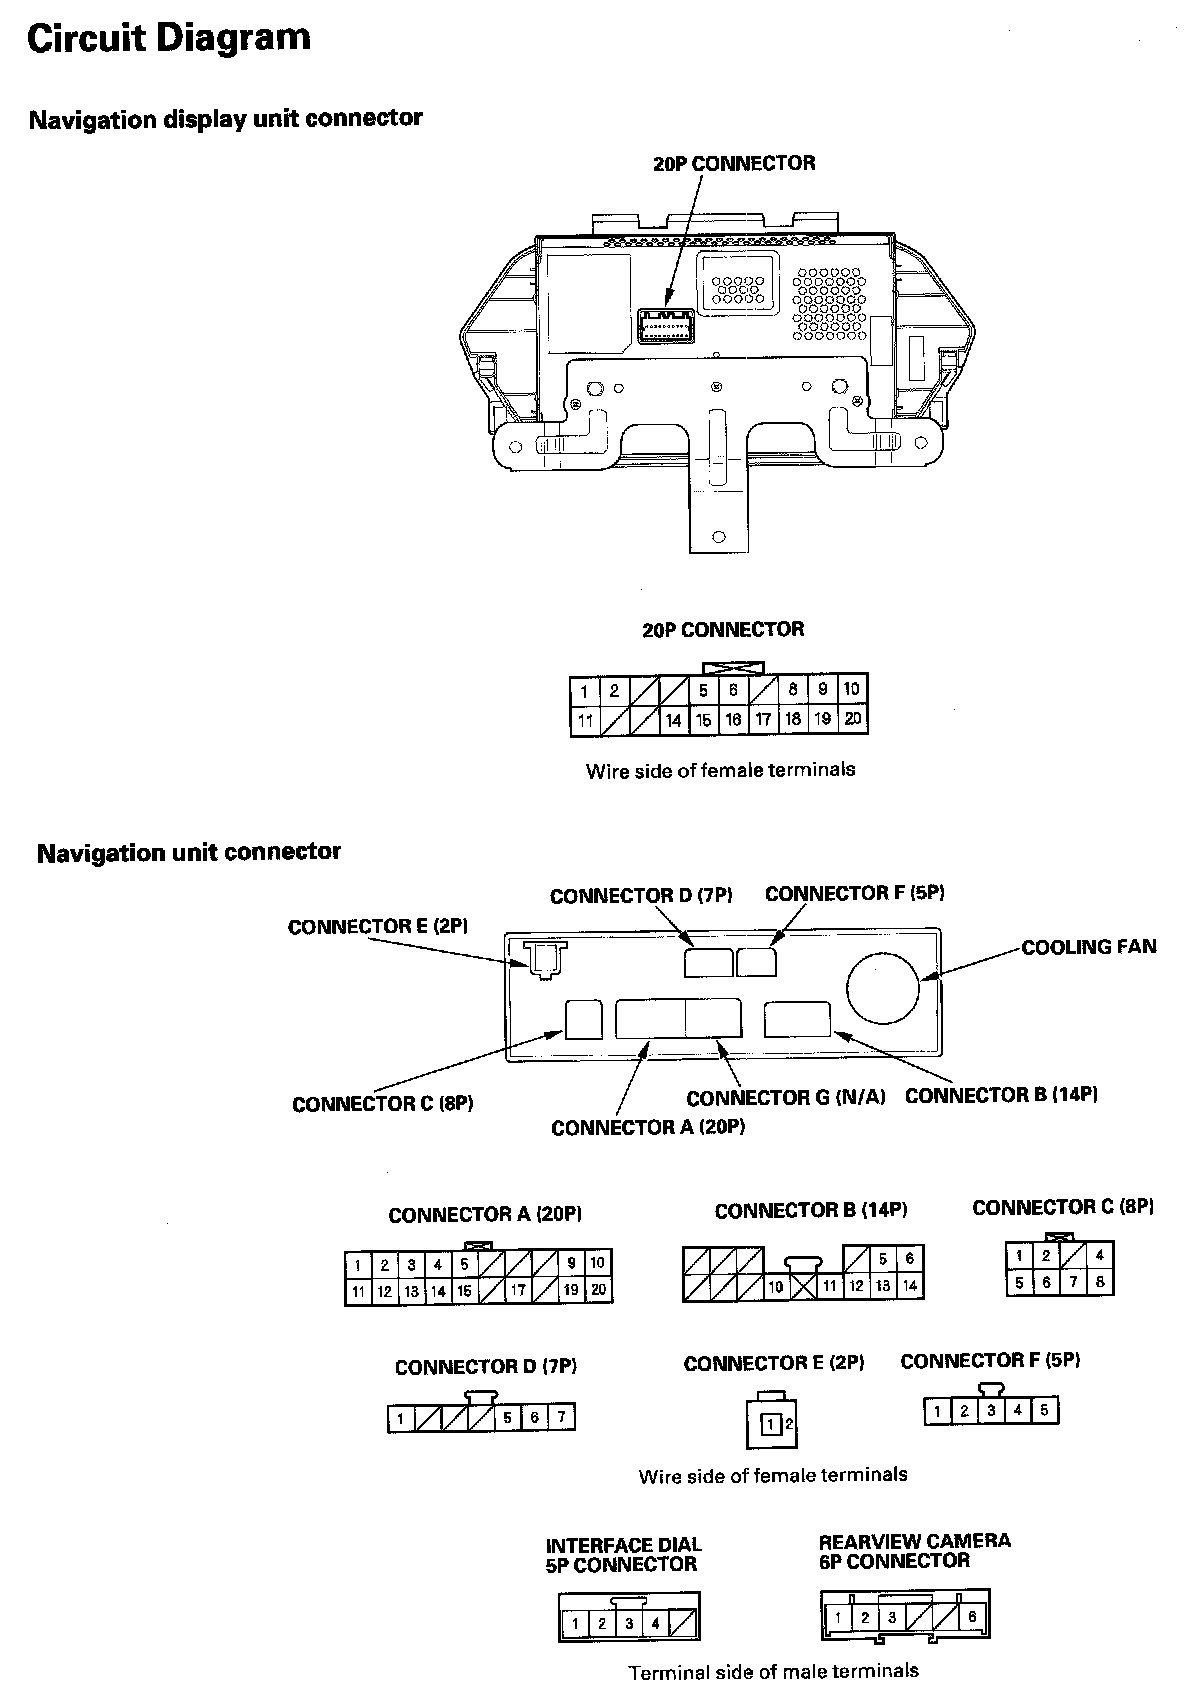 Circuit Diagram
Navigation display unit connector
20P CONNECTOR
20P CONNECTOR
1 2 5 6 8 9 10
11 14 15 16 17 18 19 20
Wire side of female terminals
Navigation unit connector
CONNECTOR D (7P) CONNECTOR F (5P)
CONNECTOR E (2P)
COOLING FAN
CONNECTOR C (8P)
CONNECTOR G (N/A) CONNECTOR B (14P)
CONNECTOR A (20P)
CONNECTOR A (20P) CONNECTOR B (14P) CONNECTOR C (8P)
1 2 3 4 5 9 10 5 6 1 2 4
11 12 13 14 15 17 19 20 10 11 12 13 14 5 6 7 8
CONNECTOR D (7P) CONNECTOR E (2P) CONNECTOR F (5P)
1 5 6 7 1 2 1 2 3 4 5
Wire side of female terminals
INTERFACE DIAL
5P CONNECTOR
REARVIEW CAMERA
6P CONNECTOR
1 2 3 4 1 2 3 6
Terminal side of male terminals